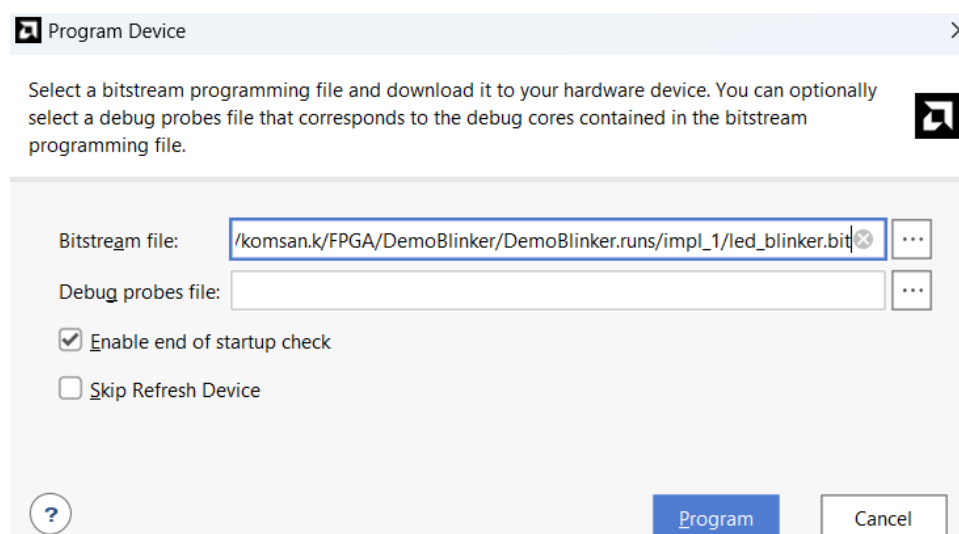 Program Device
Select a bitstream programming file and download it to your hardware device. You can optionally
select a debug probes file that corresponds to the debug cores contained in the bitstream
programming file.
Bitstream file: /komsan.k/FPGA/DemoBlinker/DemoBlinker.runs/impl_1/led_blinker.bit ...
Debug probes file: ...
Enable end of startup check
Skip Refresh Device
? Program Cancel